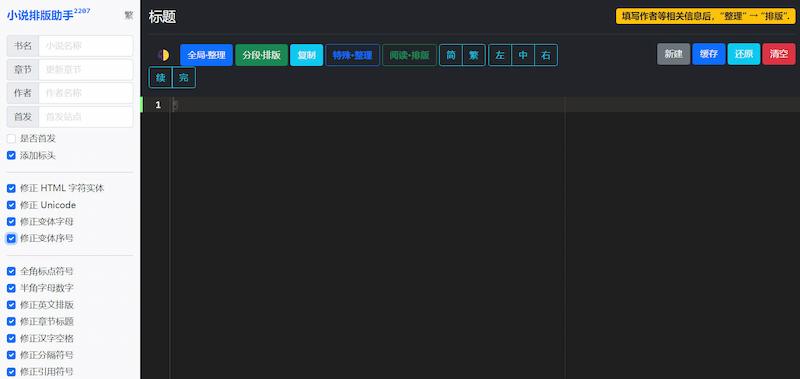 小说排版助手2207 繁
书名 小说名称
章节 更新章节
作者 作者名称
首发 首发站点
是否首发
添加标头
修正 HTML 字符实体
修正 Unicode
修正变体字母
修正变体序号
全角标点符号
半角字母数字
修正英文排版
修正章节标题
修正汉字空格
修正分隔符号
修正引用符号
标题
填写作者等相关信息后，“整理” → “排版”.
全局·整理 分段·排版 复制 特殊·整理 阅读·排版 简 繁 左 中 右
新建 缓存 还原 清空
续 完
1